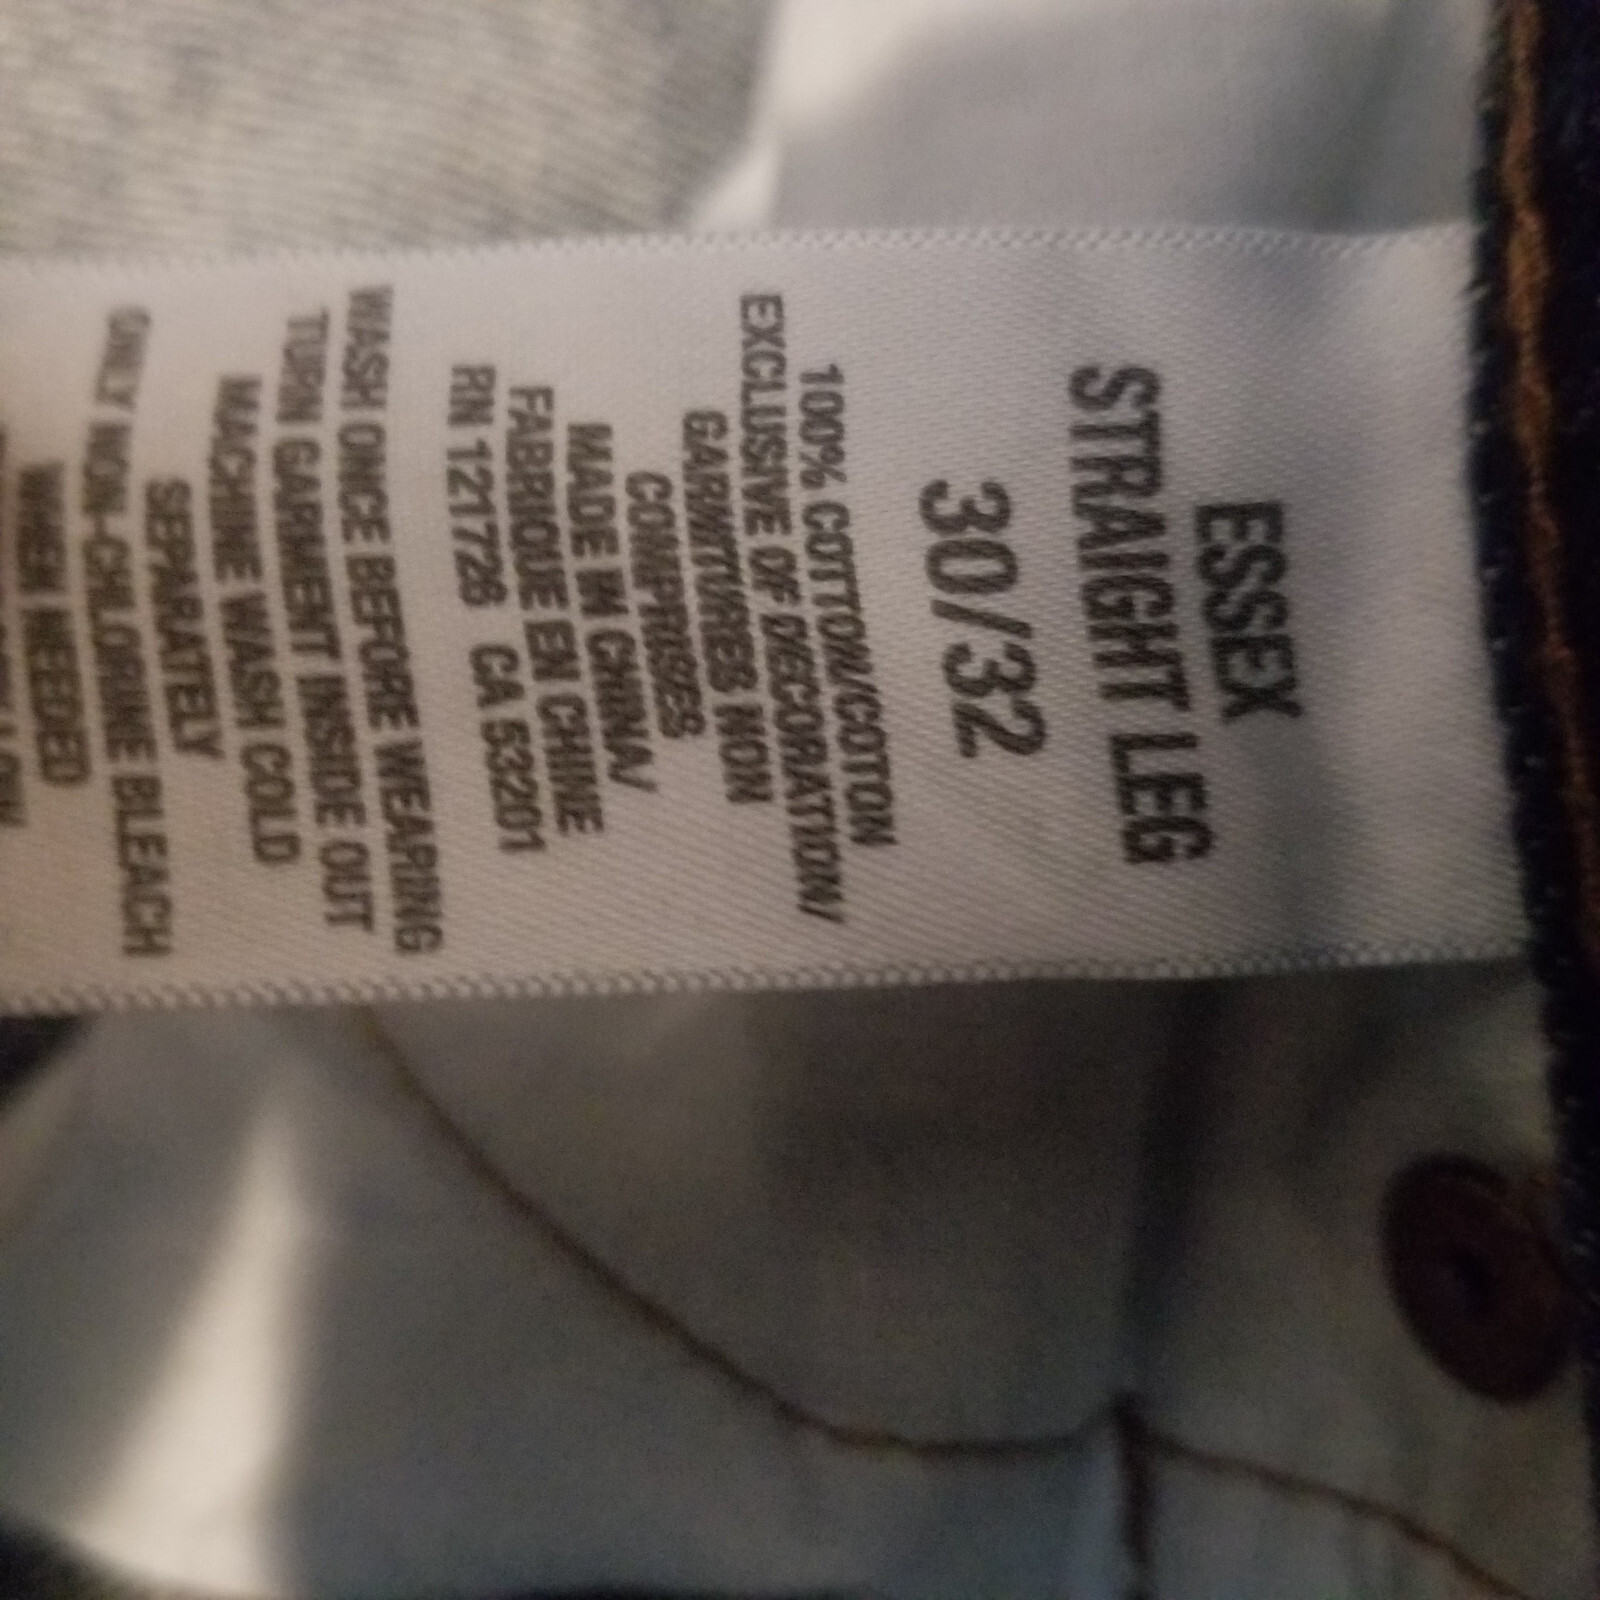 ESSEX
STRAIGHT LEG
30/32
100% COTTON/COTON
EXCLUSIVE OF DECORATION/
GARNITURES NON
COMPRISES
MADE IN CHINA/
FABRIQUE EN CHINE
RN 121726 CA 53201
WASH ONCE BEFORE WEARING
TURN GARMENT INSIDE OUT
MACHINE WASH COLD
SEPARATELY
ONLY NON-CHLORINE BLEACH
WHEN NEEDED